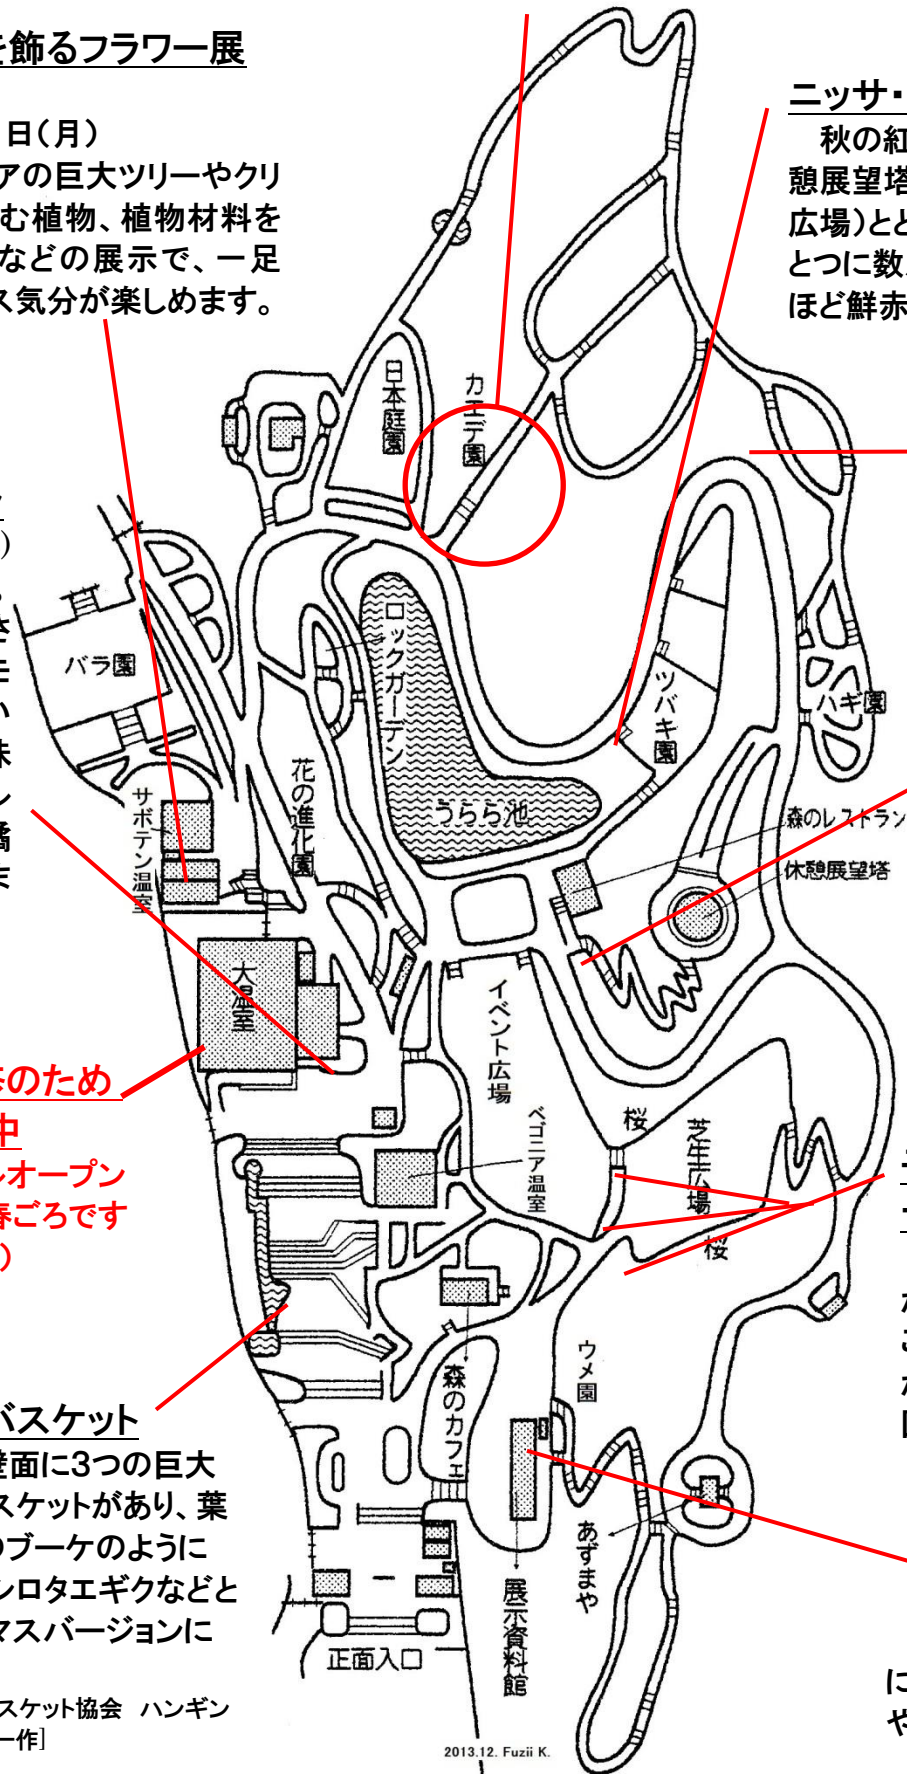 を飾るフラワー展
日(月)
アの巨大ツリーやクリ
む植物、植物材料を
などの展示で、一足
ス気分が楽しめます。
ニッサ・
秋の紅
憩展望塔
広場)とと
とつに数
ほど鮮赤
日本庭園
カエデ園
バラ園
ロックガーデン
うらら池
ツバキ園
ハギ園
サボテン温室
花の進化園
森のレストラン
休憩展望塔
大温室
イベント広場
ベゴニア温室
桜
芝生広場
桜
のため
中
ルオープン
春ごろです
)
バスケット
壁面に3つの巨大
スケットがあり、葉
のブーケのように
シロタエギクなどと
マスバージョンに
スケット協会 ハンギン
ー作]
森のカフェ
ウメ園
あずまや
展示資料館
正面入口
に
や
2013.12. Fuzii K.